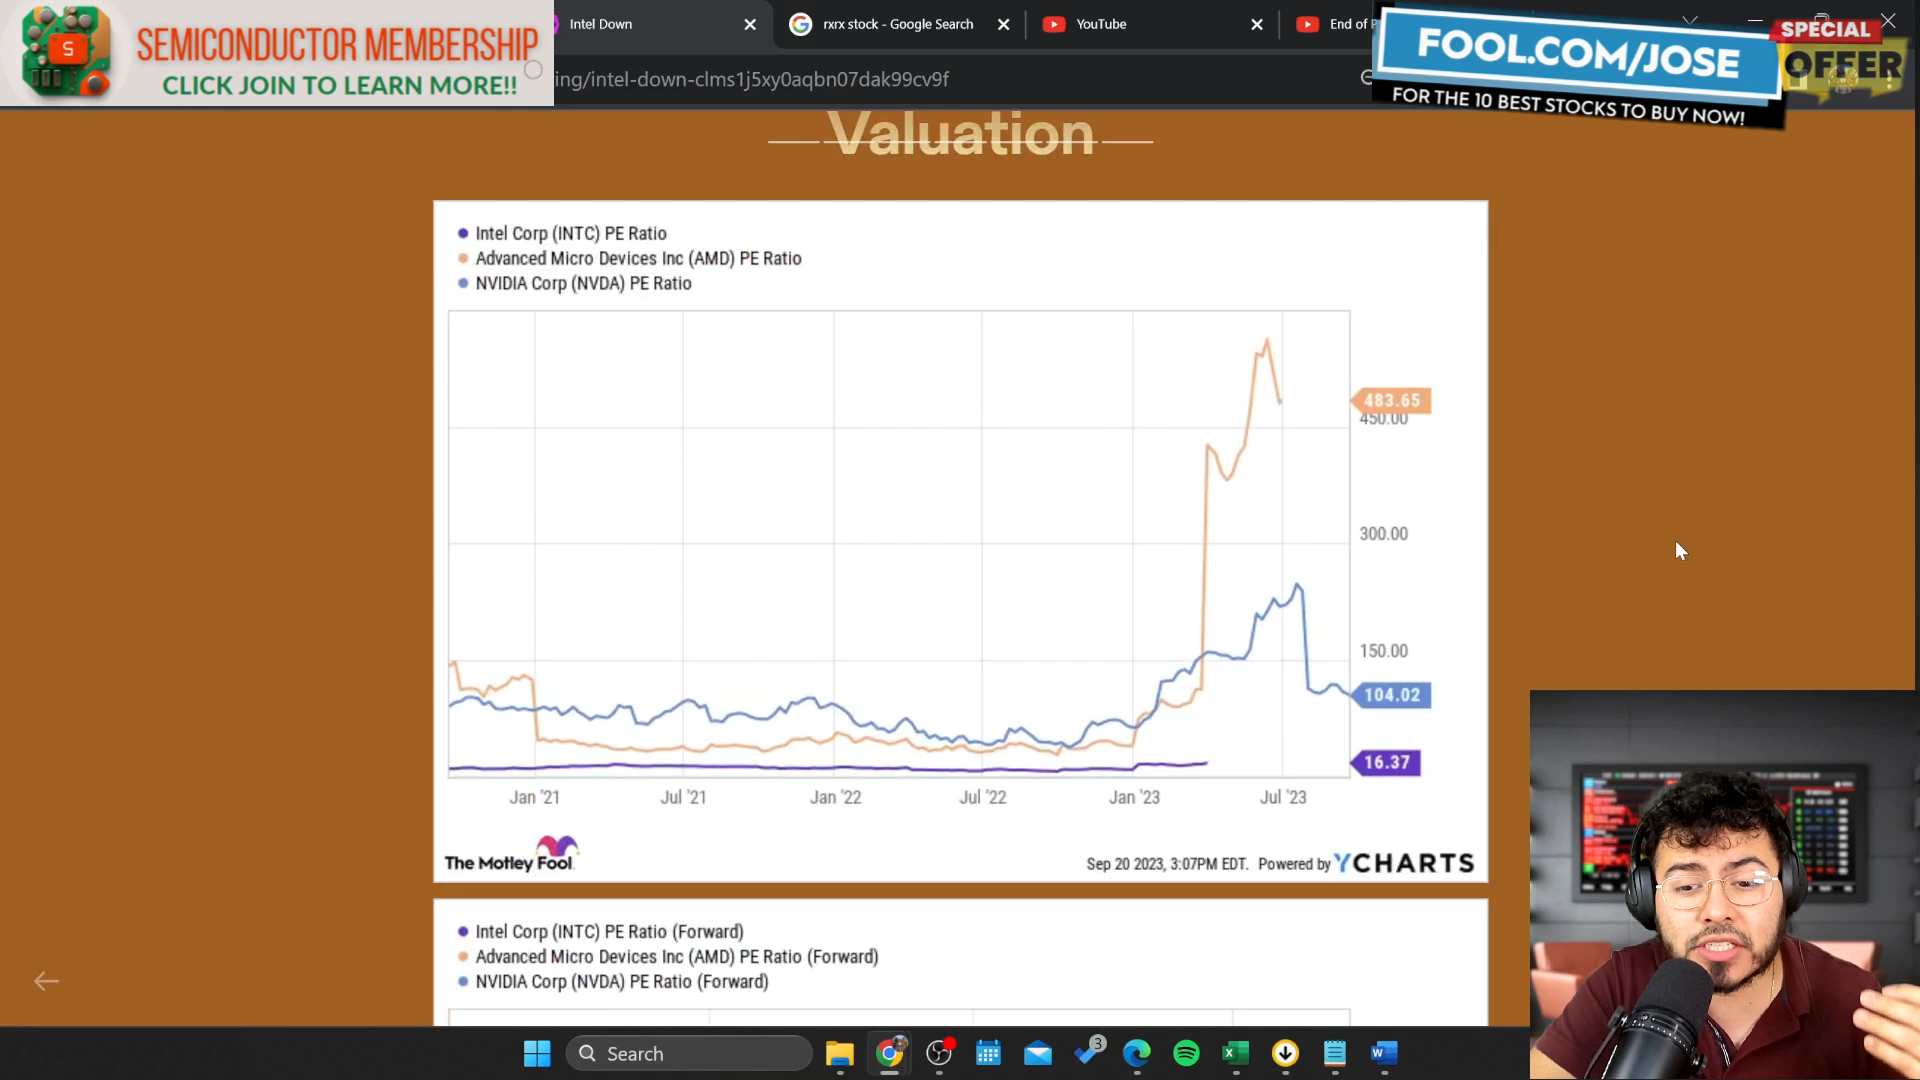 SEMICONDUCTOR MEMBERSHIP
CLICK JOIN TO LEARN MORE!!
S
Intel Down
rxrx stock - Google Search
YouTube
End of
ing/intel-down-clms1j5xy0aqbn07dak99cv9f
FOOL.COM/JOSE
FOR THE 10 BEST STOCKS TO BUY NOW!
SPECIAL
OFFER
Valuation
Intel Corp (INTC) PE Ratio
Advanced Micro Devices Inc (AMD) PE Ratio
NVIDIA Corp (NVDA) PE Ratio
483.65
450.00
300.00
150.00
104.02
16.37
Jan '21
Jul '21
Jan '22
Jul '22
Jan '23
Jul '23
The Motley Fool
Sep 20 2023, 3:07PM EDT. Powered by YCHARTS
Intel Corp (INTC) PE Ratio (Forward)
Advanced Micro Devices Inc (AMD) PE Ratio (Forward)
NVIDIA Corp (NVDA) PE Ratio (Forward)
Search
3